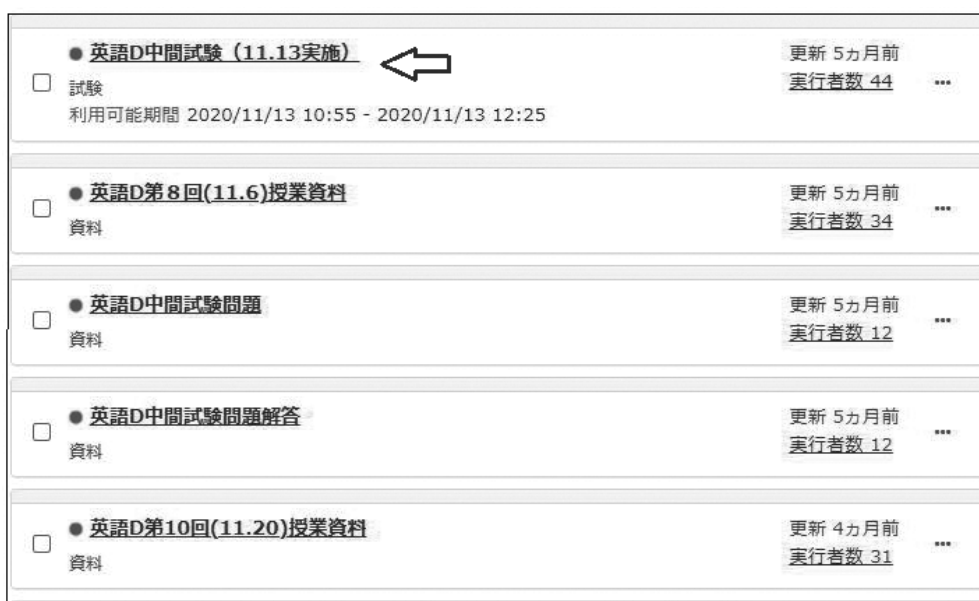 英語D中間試験（11.13実施）
更新 5ヵ月前
試験
実行者数 44
利用可能期間 2020/11/13 10:55 - 2020/11/13 12:25
英語D第８回(11.6)授業資料
更新 5ヵ月前
資料
実行者数 34
英語D中間試験問題
更新 5ヵ月前
資料
実行者数 12
英語D中間試験問題解答
更新 5ヵ月前
資料
実行者数 12
英語D第10回(11.20)授業資料
更新 4ヵ月前
資料
実行者数 31